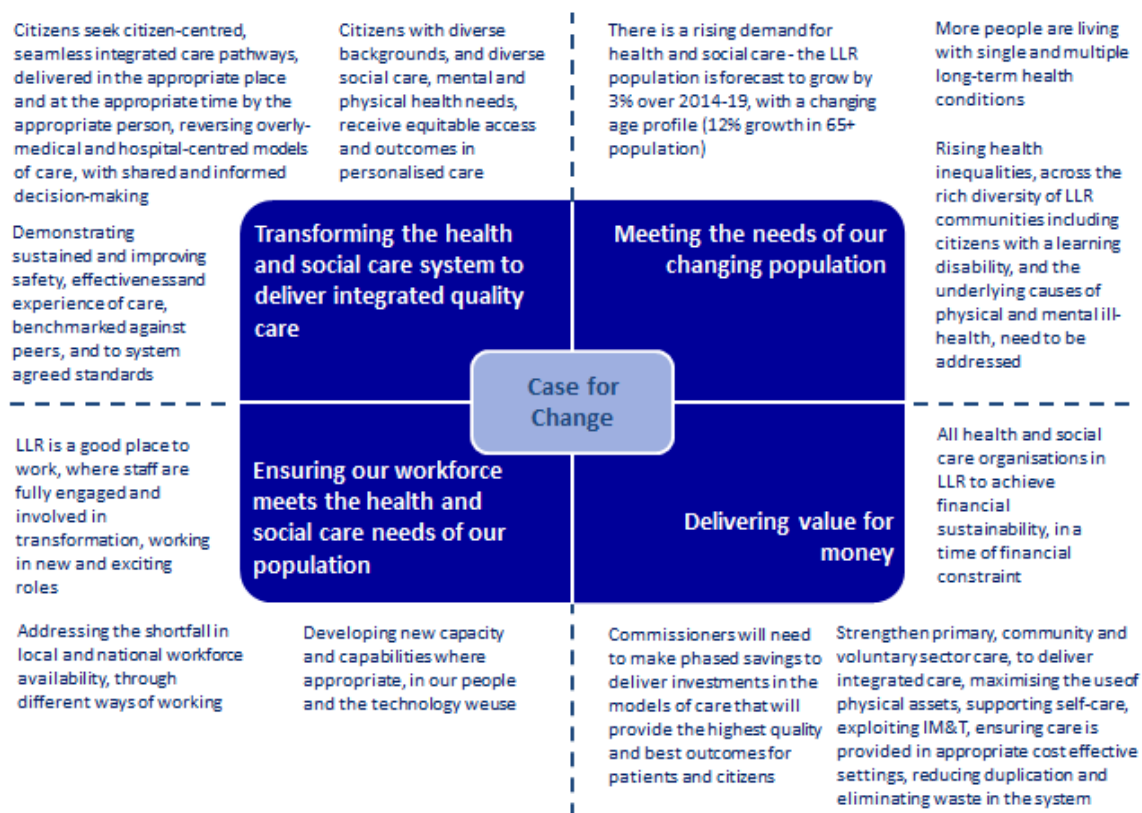 Citizens seek citizen-centred,
seamless integrated care pathways,
delivered in the appropriate place
and at the appropriate time by the
appropriate person, reversing overly-
medical and hospital-centred models
of care, with shared and informed
decision-making
Citizens with diverse
backgrounds, and diverse
social care, mental and
physical health needs,
receive equitable access
and outcomes in
personalised care
There is a rising demand for
health and social care - the LLR
population is forecast to grow by
3% over 2014-19, with a changing
age profile (12% growth in 65+
population)
More people are living
with single and multiple
long-term health
conditions
Demonstrating
sustained and improving
safety, effectivenessand
experience of care,
benchmarked against
peers, and to system
agreed standards
Transforming the health
and social care system to
deliver integrated quality
care
Meeting the needs of our
changing population
Rising health
inequalities, across the
rich diversity of LLR
communities including
citizens with a learning
disability, and the
underlying causes of
physical and mental ill-
health, need to be
addressed
Case for
Change
LLR is a good place to
work, where staff are
fully engaged and
involved in
transformation, working
in new and exciting
roles
Ensuring our workforce
meets the health and
social care needs of our
population
Delivering value for
money
All health and social
care organisations in
LLR to achieve
financial
sustainability, in a
time of financial
constraint
Addressing the shortfall in
local and national workforce
availability, through
different ways of working
Developing new capacity
and capabilities where
appropriate, in our people
and the technology weuse
Commissioners will need
to make phased savings to
deliver investments in the
models of care that will
provide the highest quality
and best outcomes for
patients and citizens
Strengthen primary, community and
voluntary sector care, to deliver
integrated care, maximising the use of
physical assets, supporting self-care,
exploiting IM&T, ensuring care is
provided in appropriate cost effective
settings, reducing duplication and
eliminating waste in the system